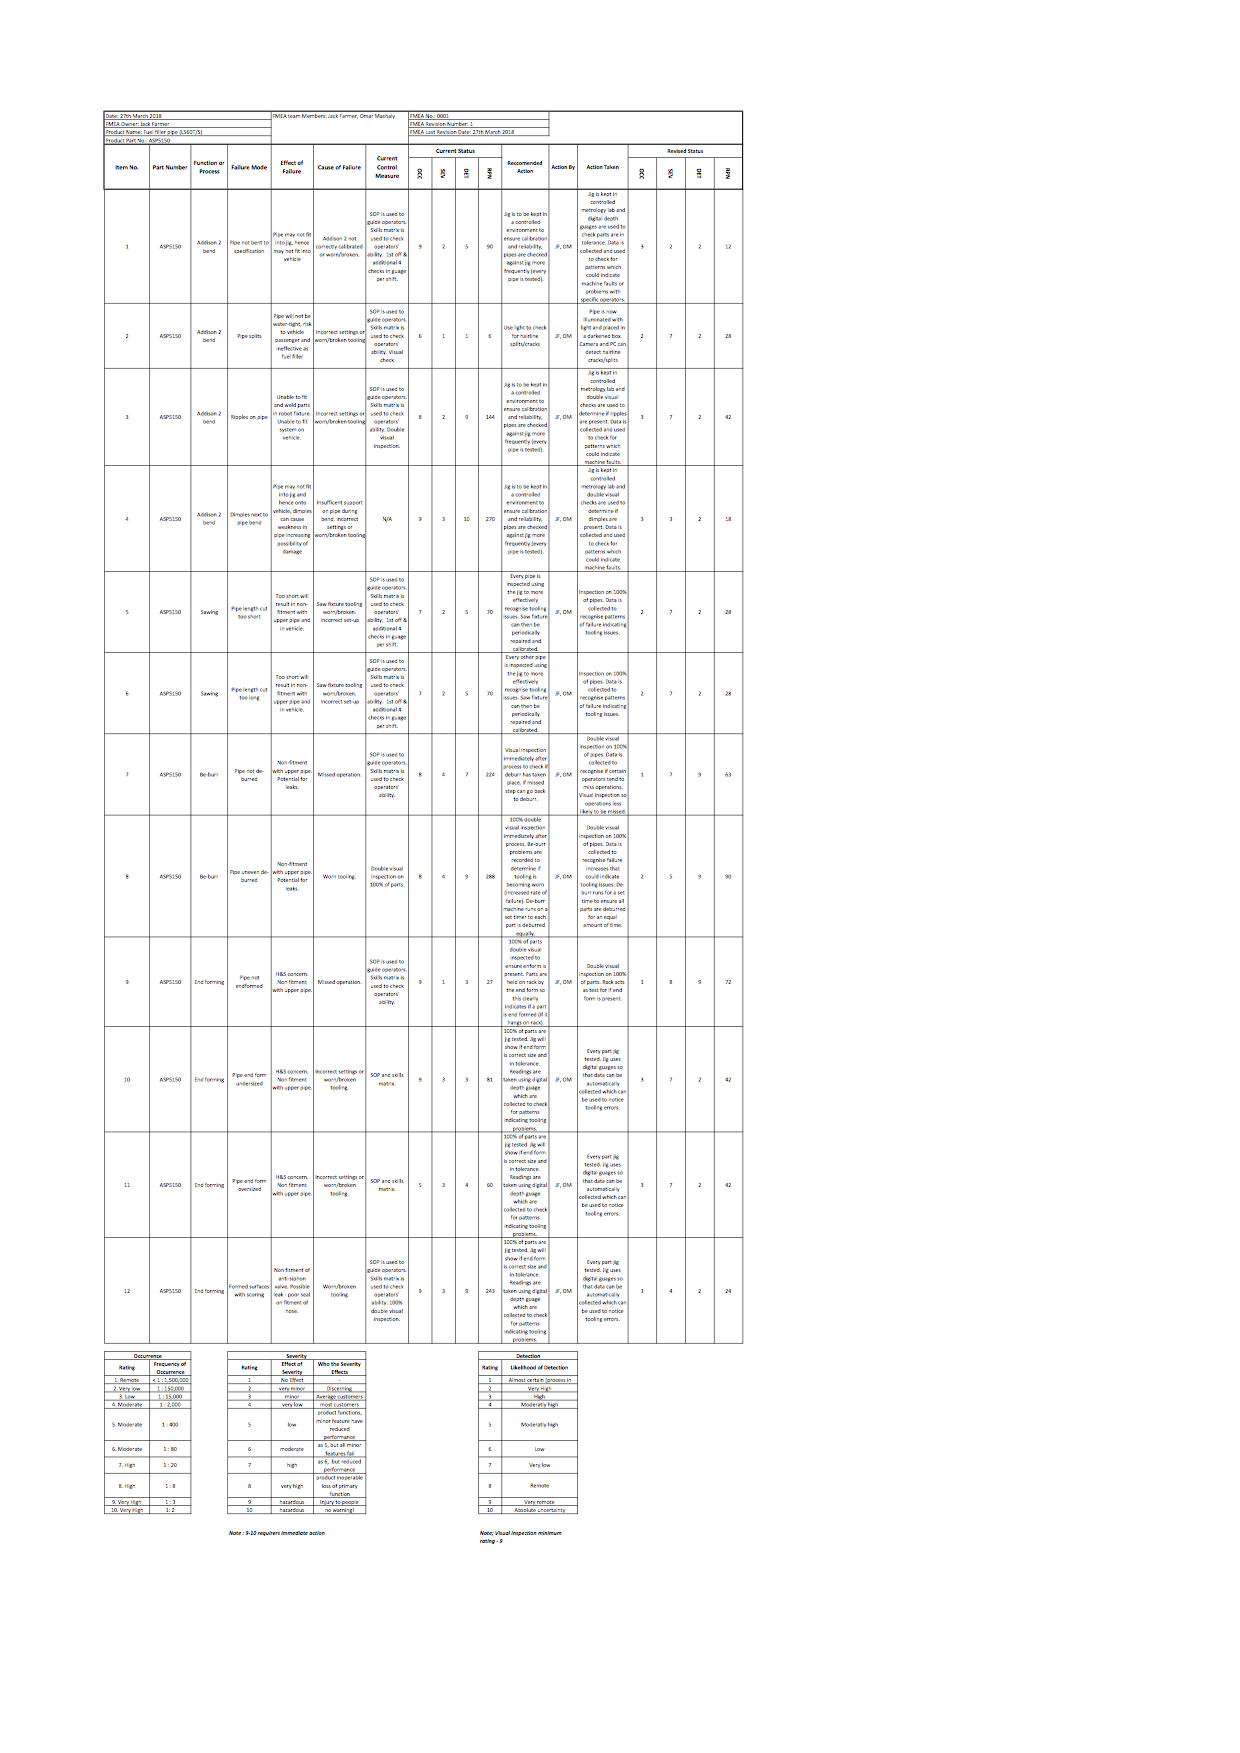 Date: 27th March 2018
FMEA Owner: Jack Farmer
Product Name: Fuel filler pipe (L560T/S)
Product Part No.: ASP5150
FMEA team Members: Jack Farmer, Omar Mashaly
FMEA No.: 0001
FMEA Revision Number: 1
FMEA Last Revision Date: 27th March 2018
Current Status
Revised Status
Item No. Part Number Function or Process Failure Mode Effect of Failure Cause of Failure Current Control Measure OCC SEV DET RPN Reccomended Action Action By Action Taken OCC SEV DET RPN
1 ASP5150 Addison 2 bend Pipe not bent to specification Pipe may not fit into jig, hence may not fit into vehicle Addison 2 not correctly calibrated or worn/broken. SOP is used to guide operators. Skills matrix is used to check operators' ability. 1st off & additional 4 checks in guage per shift. 9 2 5 90 Jig is to be kept in a controlled environment to ensure calibration and reliability, pipes are checked against jig more frequently (every pipe is tested). JF, OM Jig is kept in controlled metrology lab and digital depth guages are used to check parts are in tolerance. Data is collected and used to check for patterns which could indicate machine faults or problems with specific operators. 3 2 2 12
2 ASP5150 Addison 2 bend Pipe splits Pipe will not be water-tight, risk to vehicle passenger and ineffective as fuel filler Incorrect settings or worn/broken tooling SOP is used to guide operators. Skills matrix is used to check operators' ability. Visual check 6 1 1 6 Use light to check for hairline splits/cracks JF, OM Pipe is now illuminated with light and placed in a darkened box. Camera and PC can detect hairline cracks/splits 2 7 2 28
3 ASP5150 Addison 2 bend Ripples on pipe Unable to fit and weld parts in robot fixture. Unable to fit system on vehicle. Incorrect settings or worn/broken tooling SOP is used to guide operators. Skills matrix is used to check operators' ability. Double visual inspection. 8 2 9 144 Jig is to be kept in a controlled environment to ensure calibration and reliability, pipes are checked against jig more frequently (every pipe is tested). JF, OM Jig is kept in controlled metrology lab and double visual checks are used to determine if ripples are present. Data is collected and used to check for patterns which could indicate machine faults. 3 7 2 42
4 ASP5150 Addison 2 bend Dimples next to pipe bend Pipe may not fit into jig and hence onto vehicle, dimples can cause weakness in pipe increasing possibility of damage Insufficent support on pipe during bend. Incorrect settings or worn/broken tooling N/A 9 3 10 270 Jig is to be kept in a controlled environment to ensure calibration and reliability, pipes are checked against jig more frequently (every pipe is tested). JF, OM Jig is kept in controlled metrology lab and double visual checks are used to determine if dimples are present. Data is collected and used to check for patterns which could indicate machine faults. 3 3 2 18
5 ASP5150 Sawing Pipe length cut too short Too short will result in non-fitment with upper pipe and in vehicle. Saw fixture tooling worn/broken. Incorrect set-up SOP is used to guide operators. Skills matrix is used to check operators' ability. 1st off & additional 4 checks in guage per shift. 7 2 5 70 Every pipe is inspected using the jig to more effectively recognise tooling issues. Saw fixture can then be periodically repaired and calibrated. JF, OM Inspection on 100% of pipes. Data is collected to recognise patterns of failure indicating tooling issues. 2 7 2 28
6 ASP5150 Sawing Pipe length cut too long Too short will result in non-fitment with upper pipe and in vehicle. Saw fixture tooling worn/broken. Incorrect set-up SOP is used to guide operators. Skills matrix is used to check operators' ability. 1st off & additional 4 checks in guage per shift. 7 2 5 70 Every other pipe is inspected using the jig to more effectively recognise tooling issues. Saw fixture can then be periodically repaired and calibrated. JF, OM Inspection on 100% of pipes. Data is collected to recognise patterns of failure indicating tooling issues. 2 7 2 28
7 ASP5150 Be-burr Pipe not de-burred Non-fitment with upper pipe. Potential for leaks. Missed operation. SOP is used to guide operators. Skills matrix is used to check operators' ability. 8 4 7 224 Visual inspection immediately after process to check if deburr has taken place. If missed step can go back to deburr. JF, OM Double visual inspection on 100% of pipes. Data is collected to recognise if certain operators tend to miss operations. Visual inspection so operations less likely to be missed. 1 7 9 63
8 ASP5150 Be-burr Pipe uneven de-burred Non-fitment with upper pipe. Potential for leaks. Worn tooling. Double visual inspection on 100% of parts. 8 4 9 288 100% double visual inspection immediately after process. Be-burr problems are recorded to determine if tooling is becoming worn (increased rate of failure). De-burr machine runs on a set timer to each part is deburred equally. JF, OM Double visual inspection on 100% of pipes. Data is collected to recognise failure increases that could indicate tooling issues. De-burr runs for a set time to ensure all parts are deburred for an equal amount of time. 2 5 9 90
9 ASP5150 End forming Pipe not endformed H&S concern. Non fitment with upper pipe. Missed operation. SOP is used to guide operators. Skills matrix is used to check operators' ability. 9 1 3 27 100% of parts double visual inspected to ensure enform is present. Parts are held on rack by the end form so this clearly indicates if a part is end formed (if it hangs on rack). JF, OM Double visual inspection on 100% of parts. Rack acts as test for if end form is present. 1 8 9 72
10 ASP5150 End forming Pipe end form undersized H&S concern. Non fitment with upper pipe. Incorrect settings or worn/broken tooling. SOP and skills matrix. 9 3 3 81 100% of parts are jig tested. Jig will show if end form is correct size and in tolerance. Readings are taken using digital depth guage which are collected to check for patterns indicating tooling problems. JF, OM Every part jig tested. Jig uses digital guages so that data can be automatically collected which can be used to notice tooling errors. 3 7 2 42
11 ASP5150 End forming Pipe end form oversized H&S concern. Non fitment with upper pipe. Incorrect settings or worn/broken tooling. SOP and skills matrix. 5 3 4 60 100% of parts are jig tested Jig will show if end form is correct size and in tolerance. Readings are taken using digital depth guage which are collected to check for patterns indicating tooling problems. JF, OM Every part jig tested. Jig uses digital guages so that data can be automatically collected which can be used to notice tooling errors. 3 7 2 42
12 ASP5150 End forming Formed surfaces with scoring Non fitment of anti-siphon valve. Possible leak - poor seal on fitment of hose. Worn/broken tooling SOP is used to guide operators. Skills matrix is used to check operators' ability. 100% double visual inspection. 9 3 9 243 100% of parts are jig tested. Jig will show if end form is correct size and in tolerance. Readings are taken using digital depth guage which are collected to check for patterns indicating tooling problems. JF, OM Every part jig tested. Jig uses digital guages so that data can be automatically collected which can be used to notice tooling errors. 3 4 2 24
Occurrence
Rating Frequency of Occurrence
1. Remote < 1 : 1,500,000
2. Very low 1 : 150,000
3. Low 1 : 15,000
4. Moderate 1 : 2,000
5. Moderate 1 : 400
6. Moderate 1 : 80
7. High 1 : 20
8. High 1 : 8
9. Very High 1 : 3
10. Very High 1: 2
Severity
Rating Effect of Severity Who the Severity Effects
1 No Effect -
2 very minor Discerning
3 minor Average customers
4 very low most customers
5 low product functions, minor feature have reduced performance
6 moderate as 5, but all minor features fail
7 high as 6, but reduced performance
8 very high product inoperable loss of primary function
9 hazardous Injury to people
10 hazardous no warning!
Note : 9-10 requirers immediate action
Detection
Rating Likelihood of Detection
1 Almost certain (process in
2 Very High
3 High
4 Moderatly high
5 Moderatly high
6 Low
7 Very low
8 Remote
9 Very remote
10 Absolute uncertainty
Note; Visual Inspection minimum
rating - 9